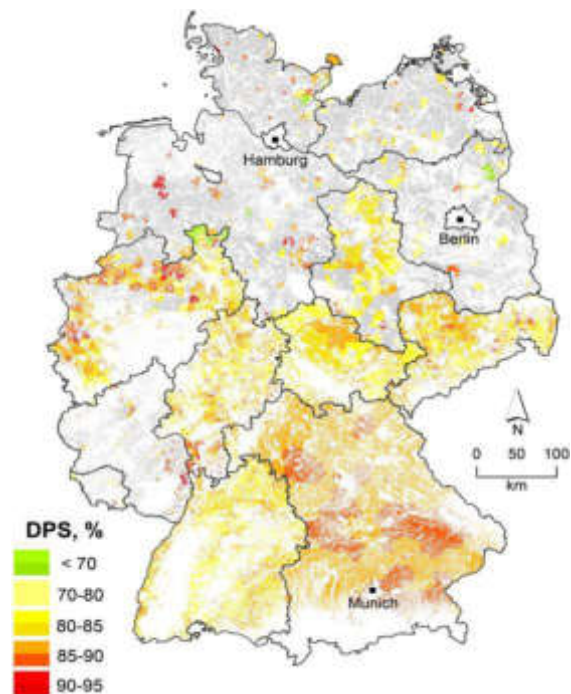 Hamburg
Berlin
N
0 50 100
km
DPS, %
< 70
70-80
80-85
85-90
90-95
Munich